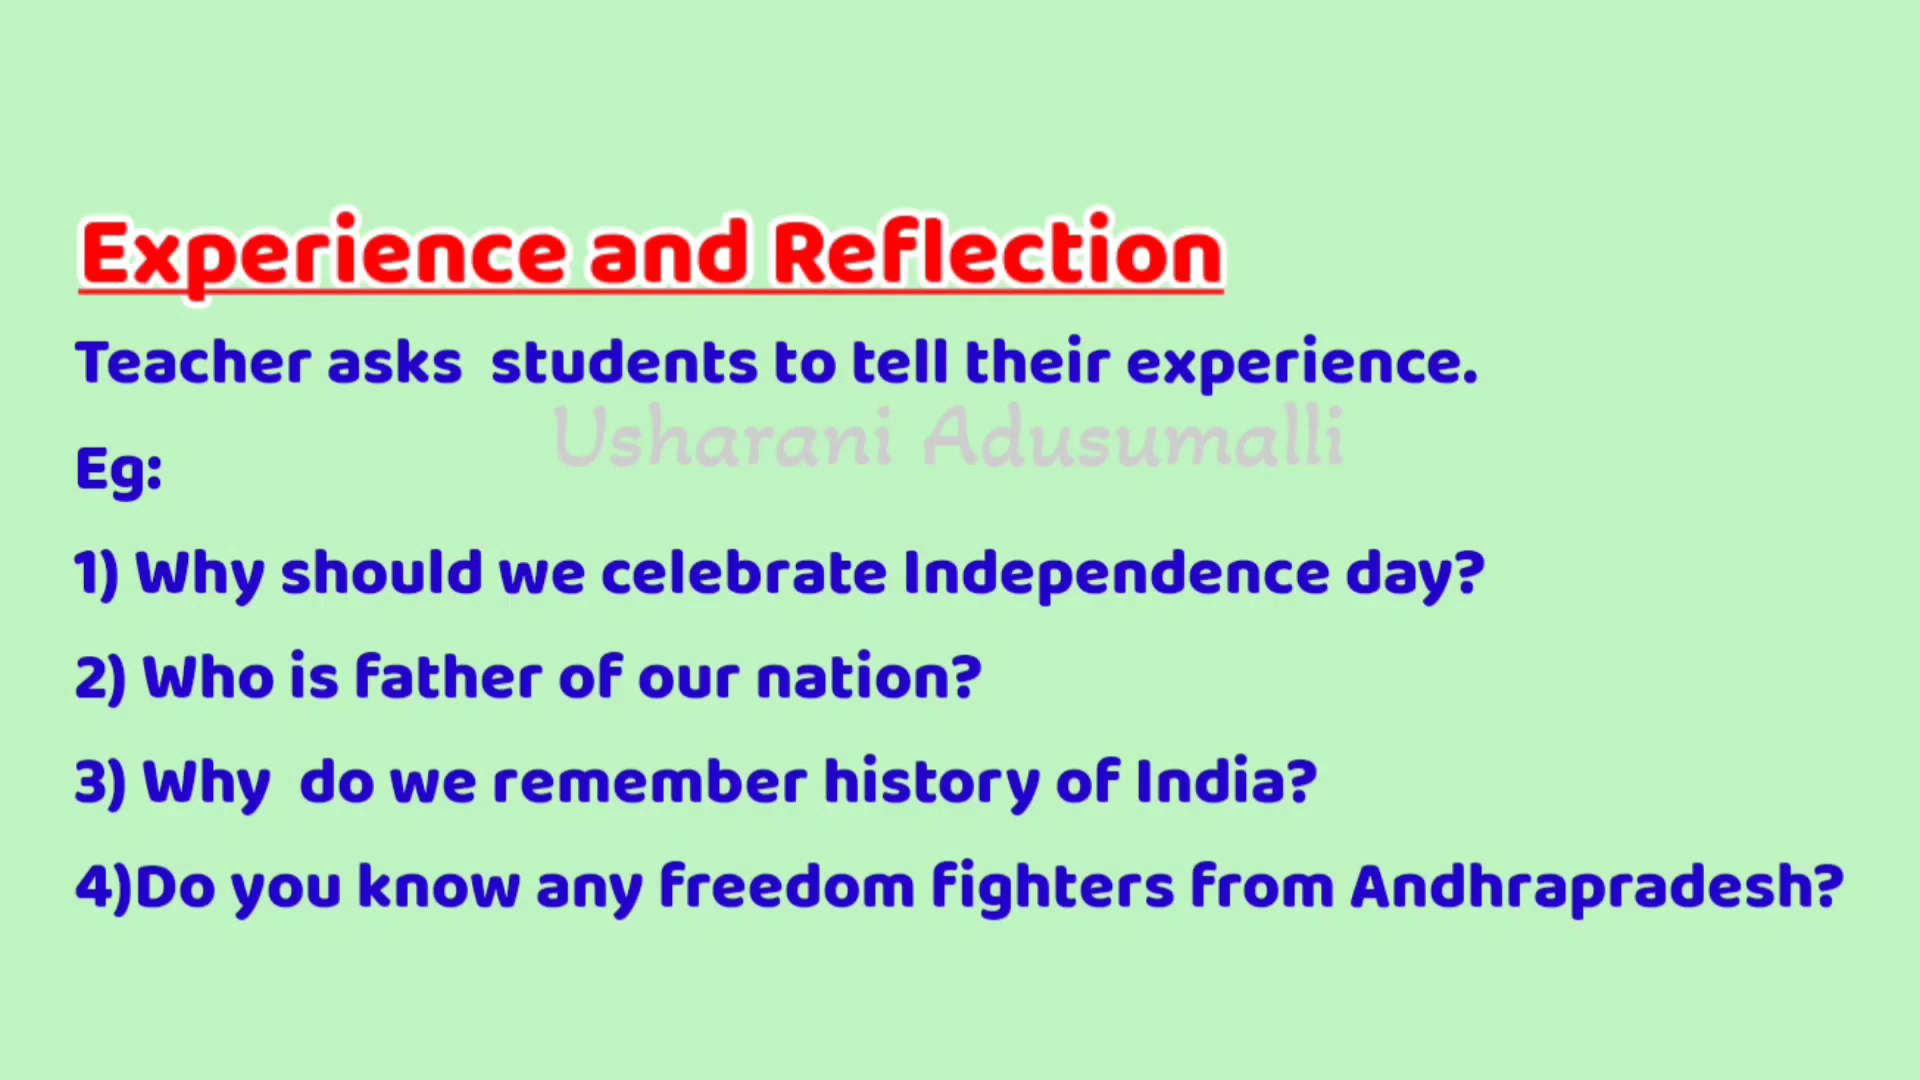 Experience and Reflection
Teacher asks  students to tell their experience.
Usharani Adusumalli
Eg:
1) Why should we celebrate Independence day?
2) Who is father of our nation?
3) Why  do we remember history of India?
4)Do you know any freedom fighters from Andhrapradesh?